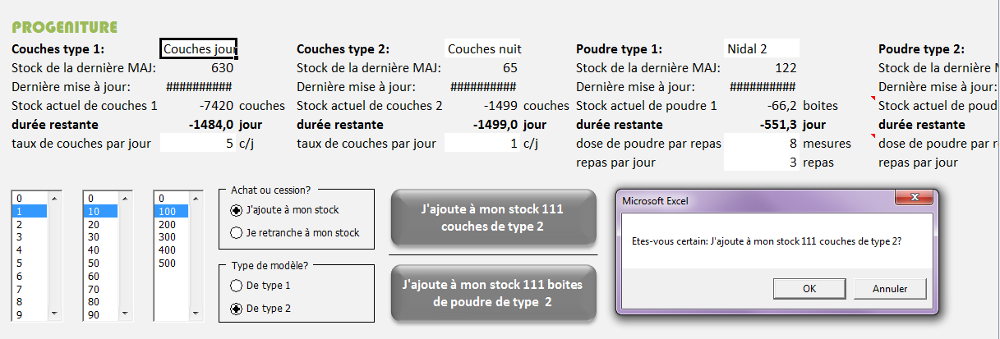 PROGENITURE
Couches type 1: Couches jour Couches type 2: Couches nuit Poudre type 1: Nidal 2 Poudre type 2:
Stock de la dernière MAJ: 630 Stock de la dernière MAJ: 65 Stock de la dernière MAJ: 122 Stock de la dernière M
Dernière mise à jour: ########## Dernière mise à jour: ########## Dernière mise à jour: ########## Dernière mise à jour:
Stock actuel de couches 1 -7420 couches Stock actuel de couches 2 -1499 couches Stock actuel de poudre 1 -66,2 boites Stock actuel de poud
durée restante -1484,0 jour durée restante -1499,0 jour durée restante -551,3 jour durée restante
taux de couches par jour 5 c/j taux de couches par jour 1 c/j dose de poudre par repas 8 mesures dose de poudre par r
repas par jour 3 repas repas par jour
0
1
2
3
4
5
6
7
8
9
0
10
20
30
40
50
60
70
80
90
0
100
200
300
400
500
Achat ou cession?
J'ajoute à mon stock
Je retranche à mon stock
Type de modèle?
De type 1
De type 2
J'ajoute à mon stock 111
couches de type 2
J'ajoute à mon stock 111 boites
de poudre de type 2
Microsoft Excel
Etes-vous certain: J'ajoute à mon stock 111 couches de type 2?
OK Annuler